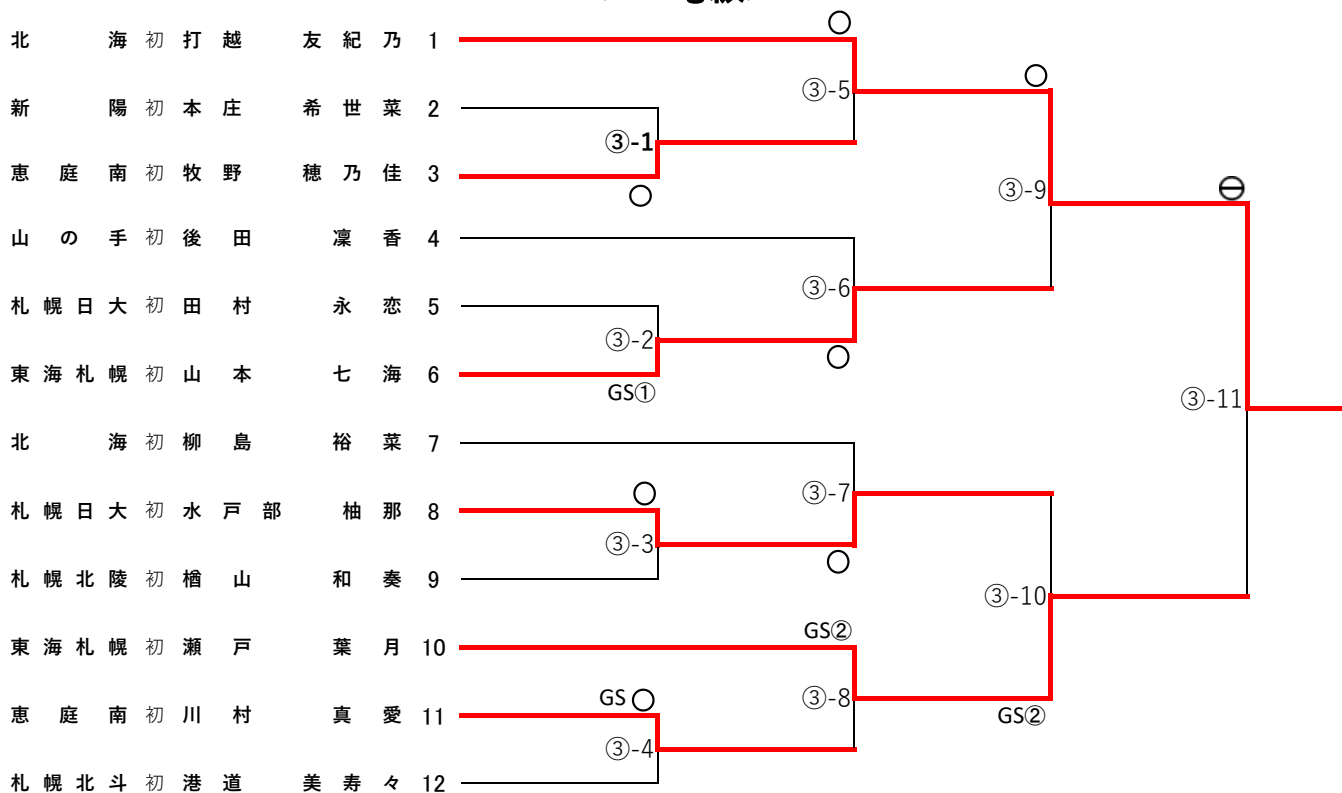 北海 初 打越 友紀乃 1
新陽 初 本庄 希世菜 2
恵庭南 初 牧野 穂乃佳 3
山の手 初 後田 凜香 4
札幌日大 初 田村 永恋 5
東海札幌 初 山本 七海 6
北海 初 柳島 裕菜 7
札幌日大 初 水戸部 柚那 8
札幌北陵 初 楢山 和奏 9
東海札幌 初 瀬戸 葉月 10
恵庭南 初 川村 真愛 11
札幌北斗 初 港道 美寿々 12
③-1
③-2
GS①
③-3
GS
③-4
③-5
③-6
③-7
GS②
③-8
③-9
③-10
GS②
③-11